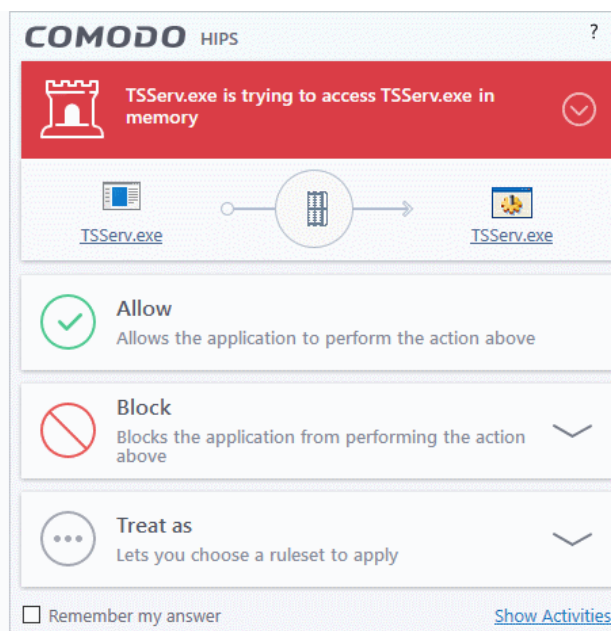 COMODO HIPS ?
TSServ.exe is trying to access TSServ.exe in
memory
TSServ.exe TSServ.exe
Allow
Allows the application to perform the action above
Block
Blocks the application from performing the action
above
Treat as
Lets you choose a ruleset to apply
Remember my answer Show Activities